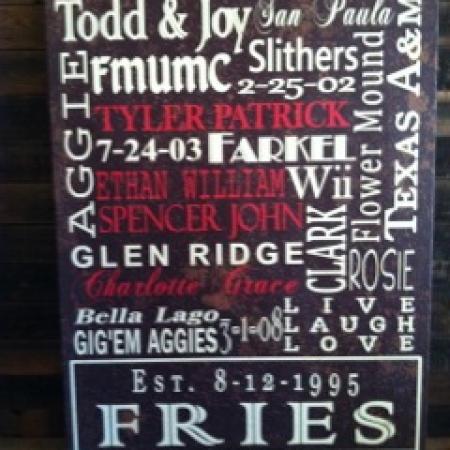 Todd & Joy
San Paula
AGGIE
Fmumc
Slithers
2-25-02
TYLER PATRICK
7-24-03
FARKEL
Flower Mound
TEXAS A&M
ETHAN WILLIAM
Wii
SPENCER JOHN
CLARK
GLEN RIDGE
ROSIE
Charlotte Grace
Bella Lago
3-1-08
GIG'EM AGGIES
LIVE
LAUGH
LOVE
EST. 8-12-1995
FRIES